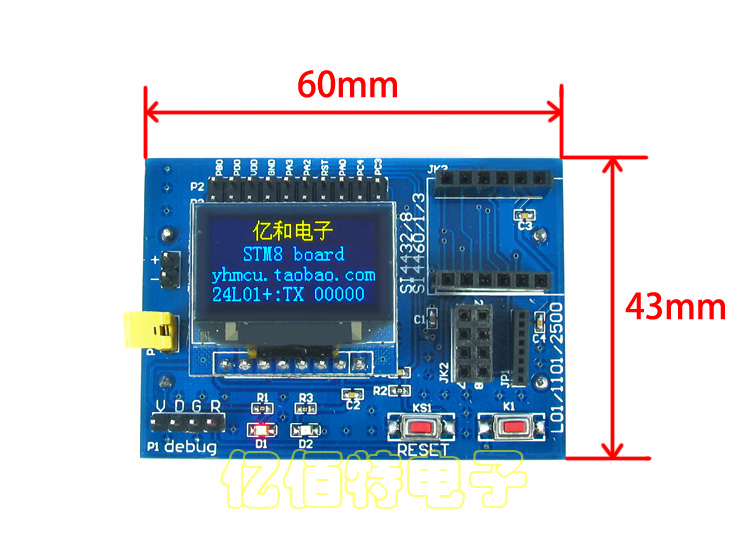 60mm
43mm
PB0 PD0 VDD GND PA3 PA2 RST PA0 PC4 PC3
P2
JK3
亿和电子
STM8 board
yhmcu.taobao.com
24L01+:TX 00000
SI4432/8
SI4460/1/3
+
-
C3
C1
JK2
JP1
L01/1101/2500
R2
C2
V D G R
R1
R3
P1 debug
D1
D2
KS1
RESET
K1
亿佰特电子